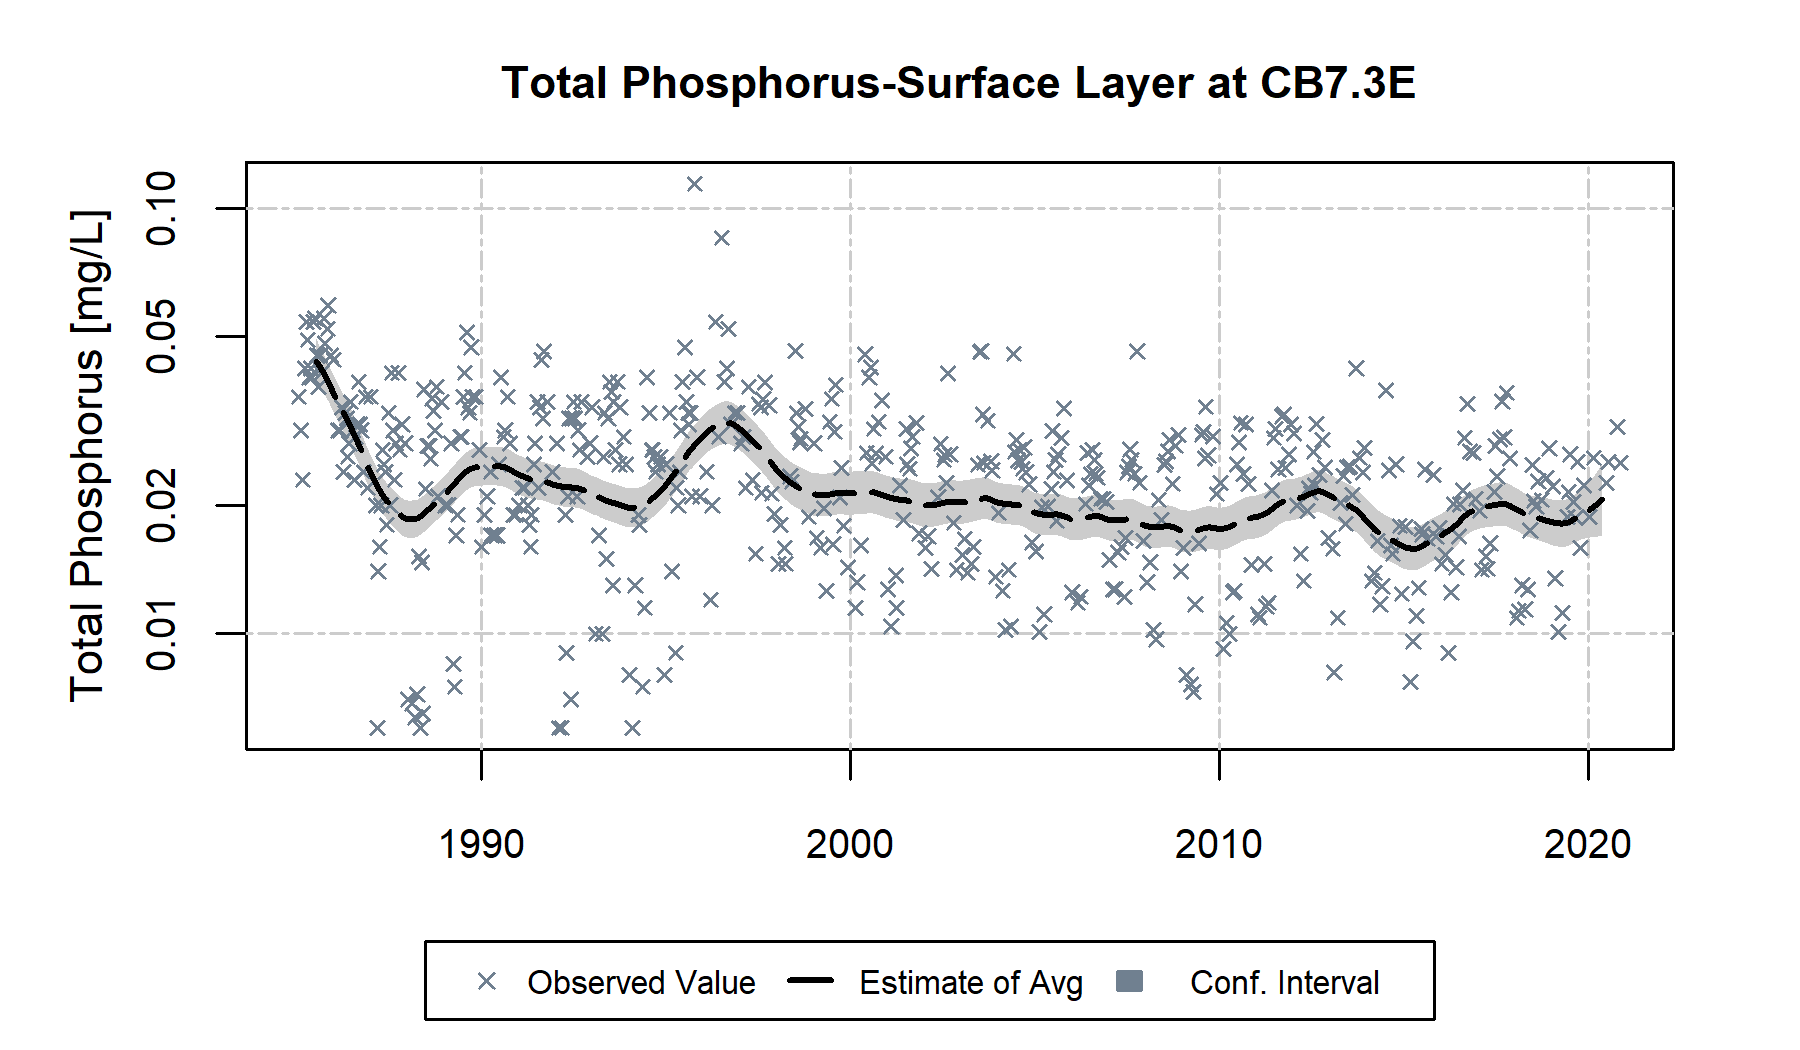 Total Phosphorus-Surface Layer at CB7.3E
Total Phosphorus [mg/L]
0.10
0.05
0.02
0.01
1990 2000 2010 2020
Observed Value Estimate of Avg Conf. Interval